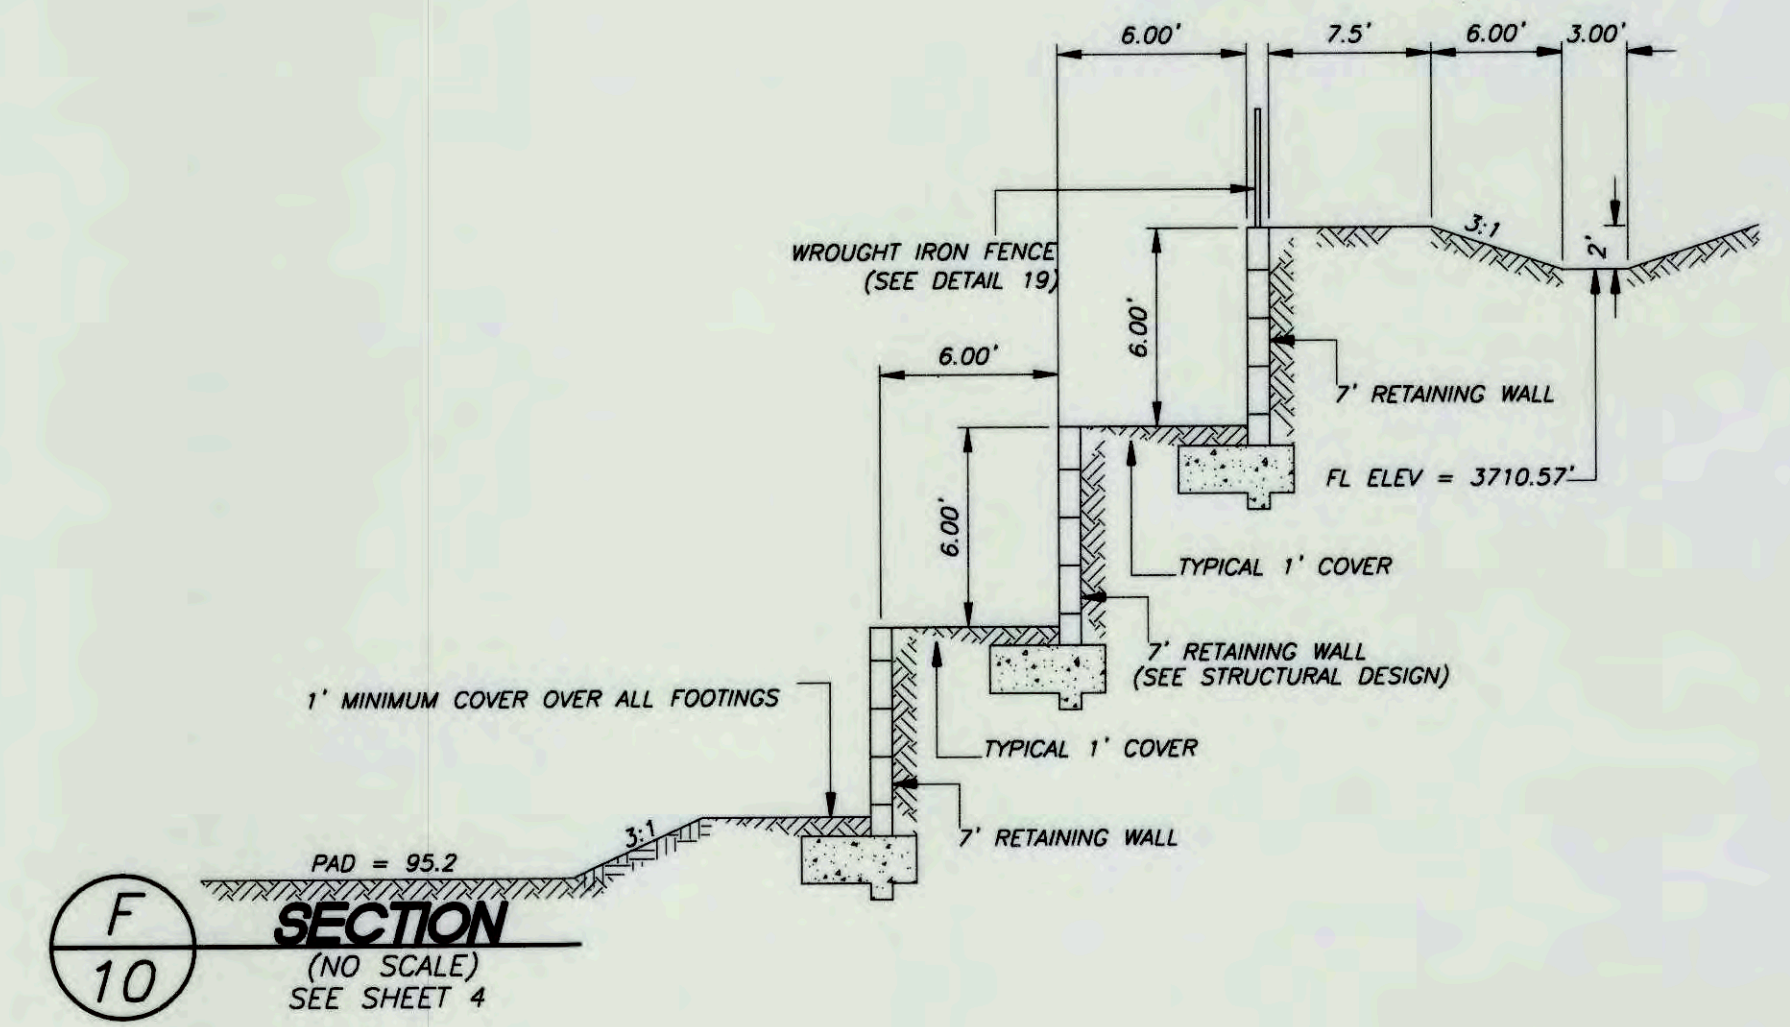 6.00' 7.5' 6.00' 3.00'
3:1
2'
WROUGHT IRON FENCE
(SEE DETAIL 19)
6.00'
6.00'
7' RETAINING WALL
FL ELEV = 3710.57'
6.00'
TYPICAL 1' COVER
7' RETAINING WALL
(SEE STRUCTURAL DESIGN)
1' MINIMUM COVER OVER ALL FOOTINGS
TYPICAL 1' COVER
3:1
7' RETAINING WALL
PAD = 95.2
F
10
SECTION
(NO SCALE)
SEE SHEET 4